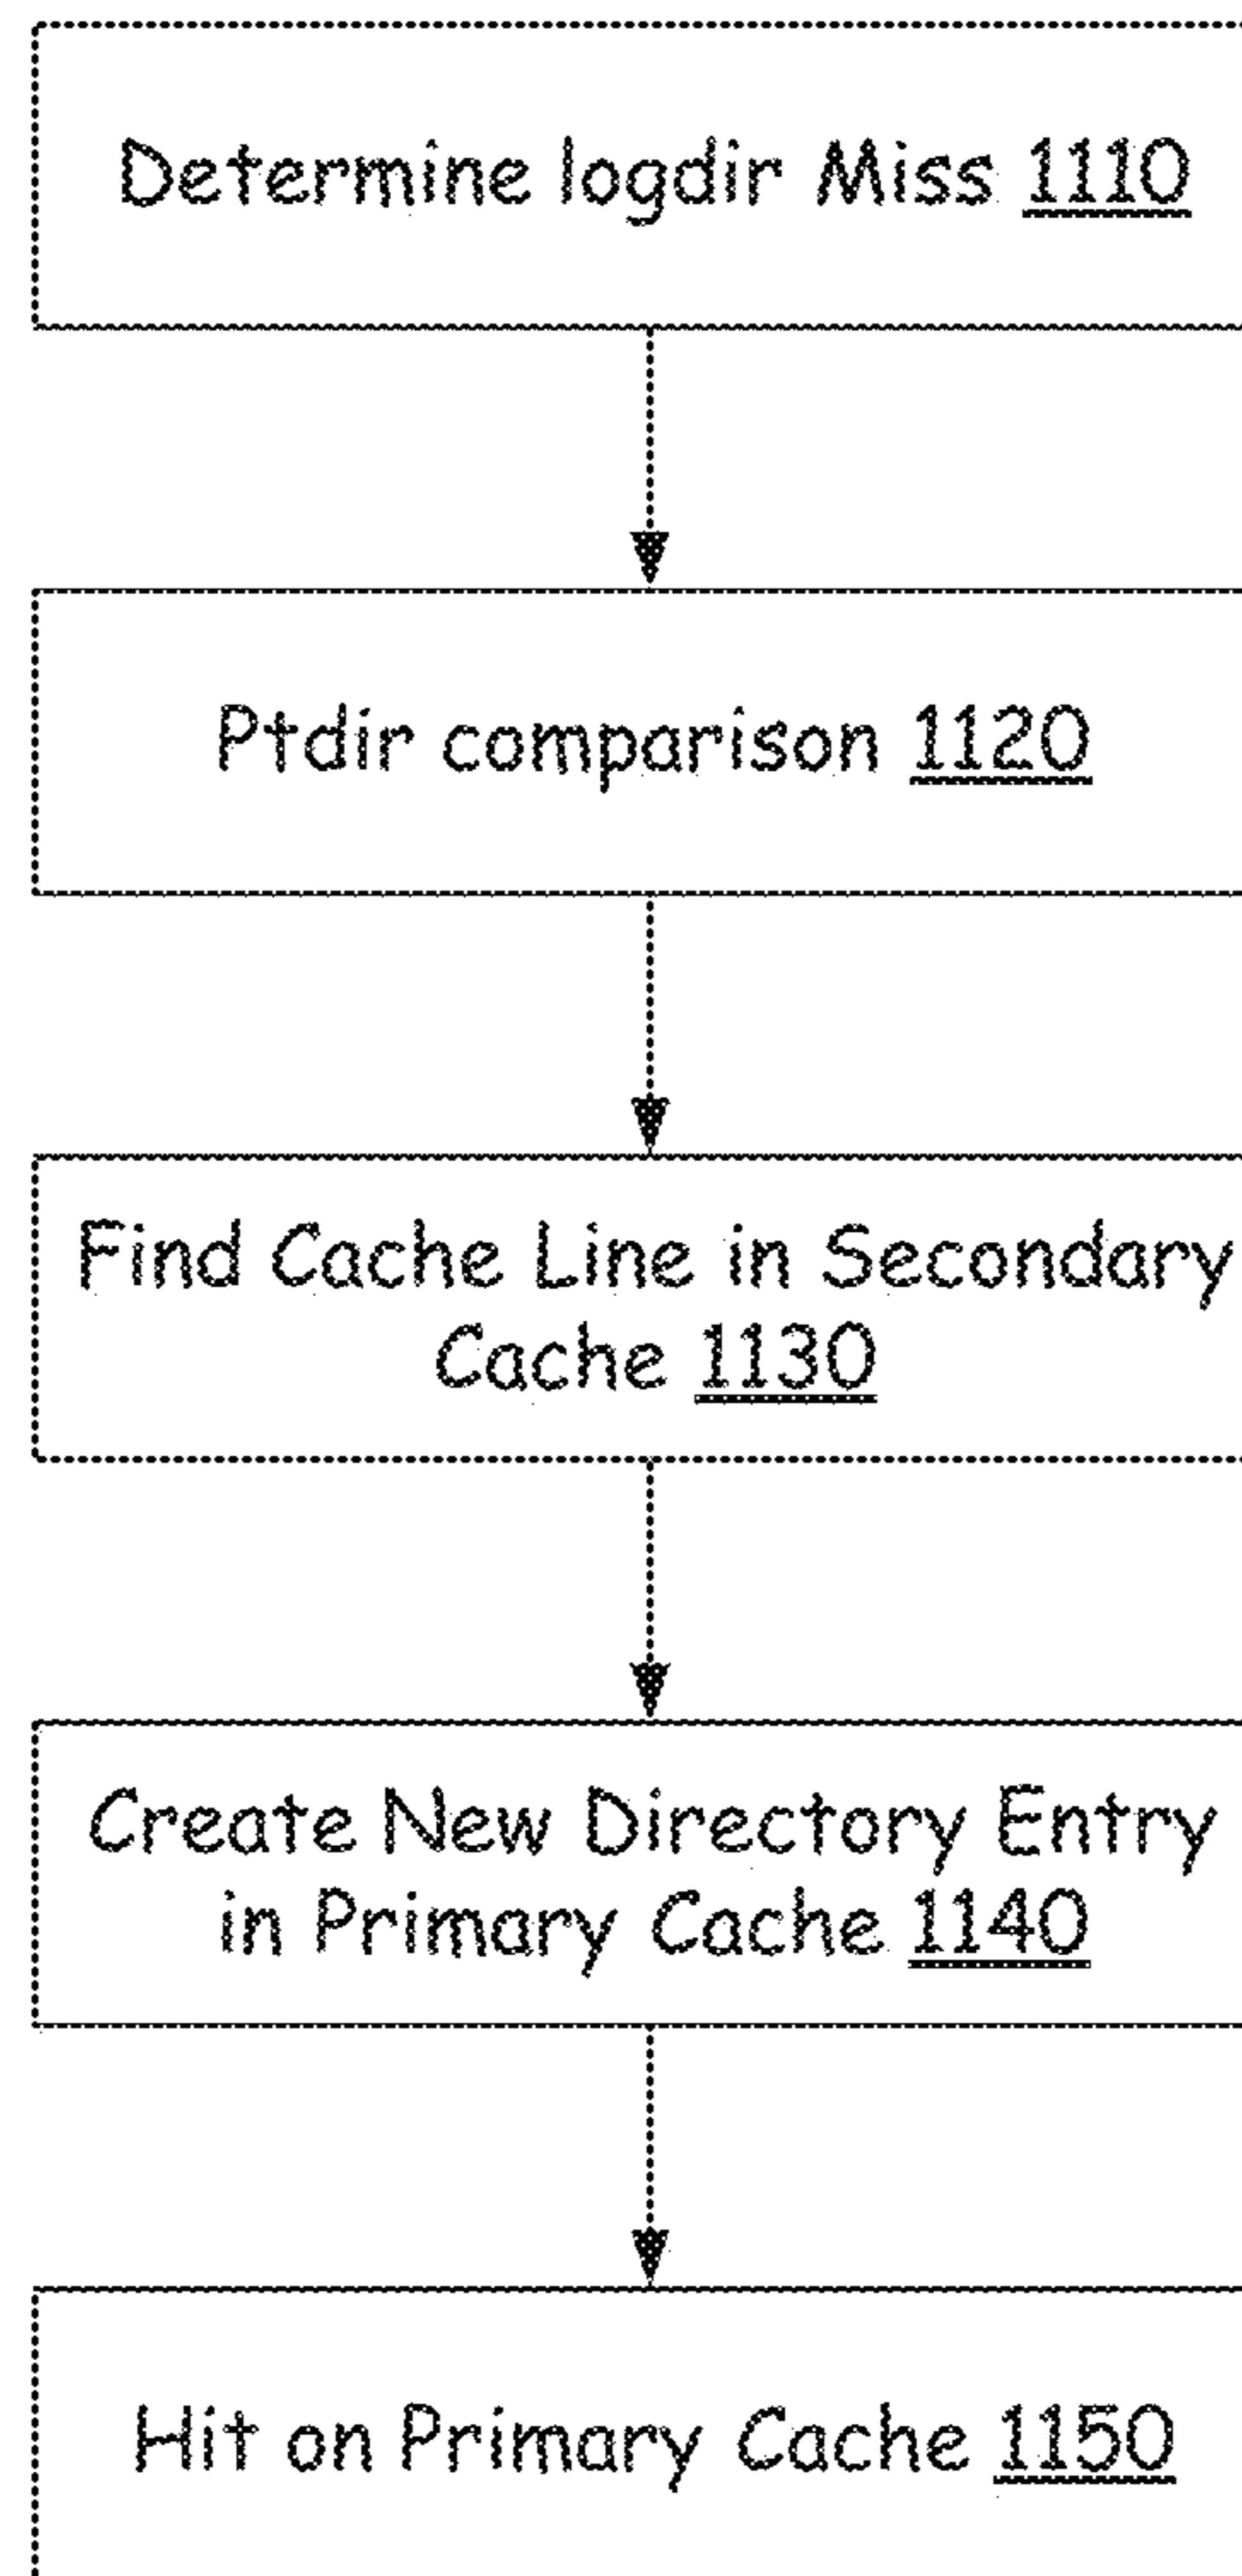 Determine logdir Miss 1110
Ptdir comparison 1120
Find Cache Line in Secondary
Cache 1130
Create New Directory Entry
in Primary Cache 1140
Hit on Primary Cache 1150